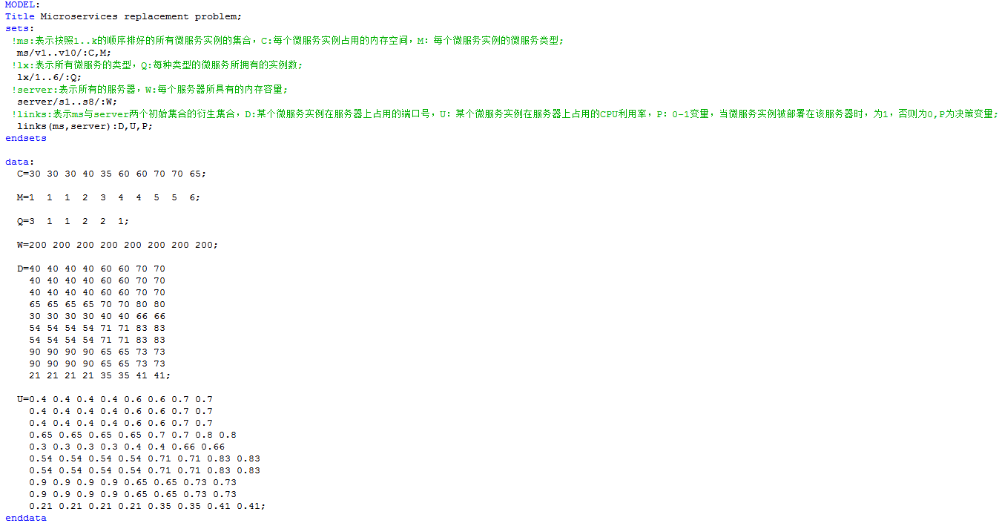 MODEL:
Title Microservices replacement problem;
sets:
!ms:表示按照1..k的顺序排好的所有微服务实例的集合，C:每个微服务实例占用的内存空间，M：每个微服务实例的微服务类型;
ms/v1..v10/:C,M;
!lx:表示所有微服务的类型，Q:每种类型的微服务所拥有的实例数;
lx/1..6/:Q;
!server:表示所有的服务器，W:每个服务器所具有的内存容量;
server/s1..s8/:W;
!links:表示ms与server两个初始集合的衍生集合，D:某个微服务实例在服务器上占用的端口号，U：某个微服务实例在服务器上占用的CPU利用率，P：0-1变量，当微服务实例被部署在该服务器时，为1，否则为0,P为决策变量;
links(ms,server):D,U,P;
endsets
data:
C=30 30 30 40 35 60 60 70 70 65;
M=1 1 1 2 3 4 4 5 5 6;
Q=3 1 1 2 2 1;
W=200 200 200 200 200 200 200 200;
D=40 40 40 40 60 60 70 70
40 40 40 40 60 60 70 70
40 40 40 40 60 60 70 70
65 65 65 65 70 70 80 80
30 30 30 30 40 40 66 66
54 54 54 54 71 71 83 83
54 54 54 54 71 71 83 83
90 90 90 90 65 65 73 73
90 90 90 90 65 65 73 73
21 21 21 21 35 35 41 41;
U=0.4 0.4 0.4 0.4 0.6 0.6 0.7 0.7
0.4 0.4 0.4 0.4 0.6 0.6 0.7 0.7
0.4 0.4 0.4 0.4 0.6 0.6 0.7 0.7
0.65 0.65 0.65 0.65 0.7 0.7 0.8 0.8
0.3 0.3 0.3 0.3 0.4 0.4 0.66 0.66
0.54 0.54 0.54 0.54 0.71 0.71 0.83 0.83
0.54 0.54 0.54 0.54 0.71 0.71 0.83 0.83
0.9 0.9 0.9 0.9 0.65 0.65 0.73 0.73
0.9 0.9 0.9 0.9 0.65 0.65 0.73 0.73
0.21 0.21 0.21 0.21 0.35 0.35 0.41 0.41;
enddata